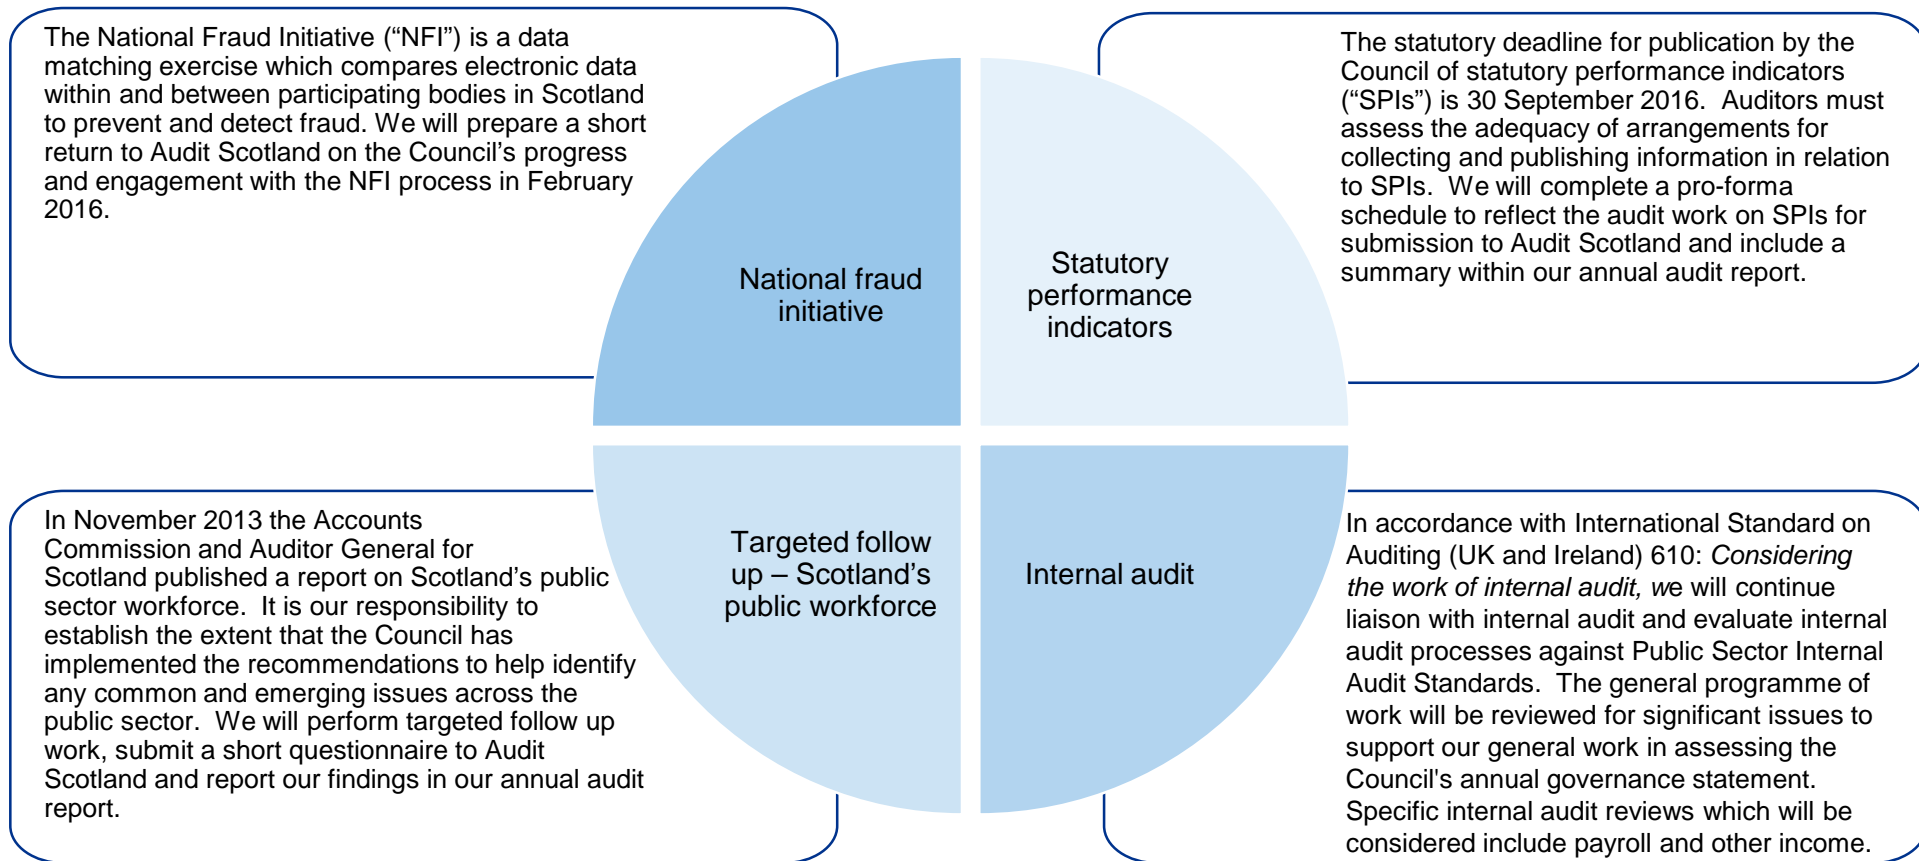 The National Fraud Initiative (“NFI”) is a data
matching exercise which compares electronic data
within and between participating bodies in Scotland
to prevent and detect fraud. We will prepare a short
return to Audit Scotland on the Council’s progress
and engagement with the NFI process in February
2016.
The statutory deadline for publication by the
Council of statutory performance indicators
(“SPIs”) is 30 September 2016.  Auditors must
assess the adequacy of arrangements for
collecting and publishing information in relation
to SPIs.  We will complete a pro-forma
schedule to reflect the audit work on SPIs for
submission to Audit Scotland and include a
summary within our annual audit report.
National fraud
initiative
Statutory
performance
indicators
In November 2013 the Accounts
Commission and Auditor General for
Scotland published a report on Scotland’s public
sector workforce.  It is our responsibility to
establish the extent that the Council has
implemented the recommendations to help identify
any common and emerging issues across the
public sector.  We will perform targeted follow up
work, submit a short questionnaire to Audit
Scotland and report our findings in our annual audit
report.
Targeted follow
up – Scotland’s
public workforce
Internal audit
In accordance with International Standard on
Auditing (UK and Ireland) 610: Considering
the work of internal audit, we will continue
liaison with internal audit and evaluate internal
audit processes against Public Sector Internal
Audit Standards.  The general programme of
work will be reviewed for significant issues to
support our general work in assessing the
Council's annual governance statement.
Specific internal audit reviews which will be
considered include payroll and other income.